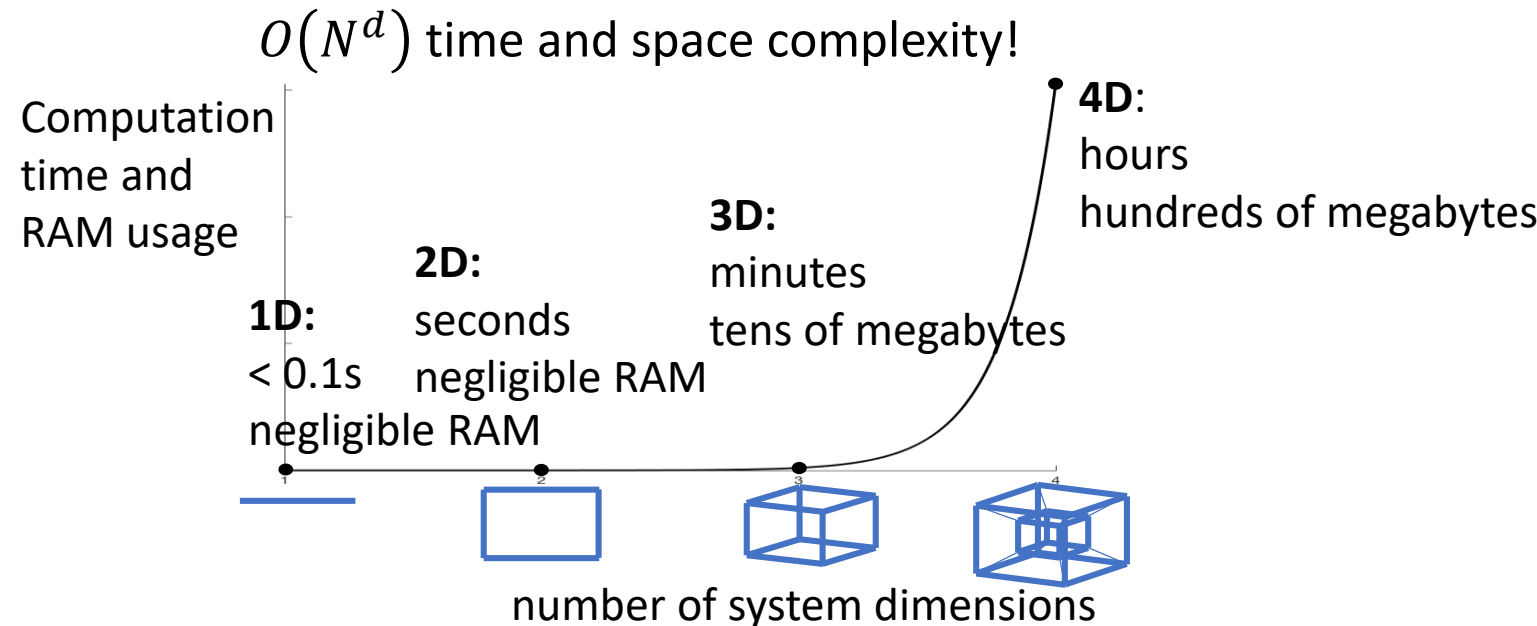 O(N^d) time and space complexity!
Computation
time and
RAM usage
1D:
< 0.1s
negligible RAM
2D:
seconds
negligible RAM
3D:
minutes
tens of megabytes
4D:
hours
hundreds of megabytes
1 2 3 4
number of system dimensions